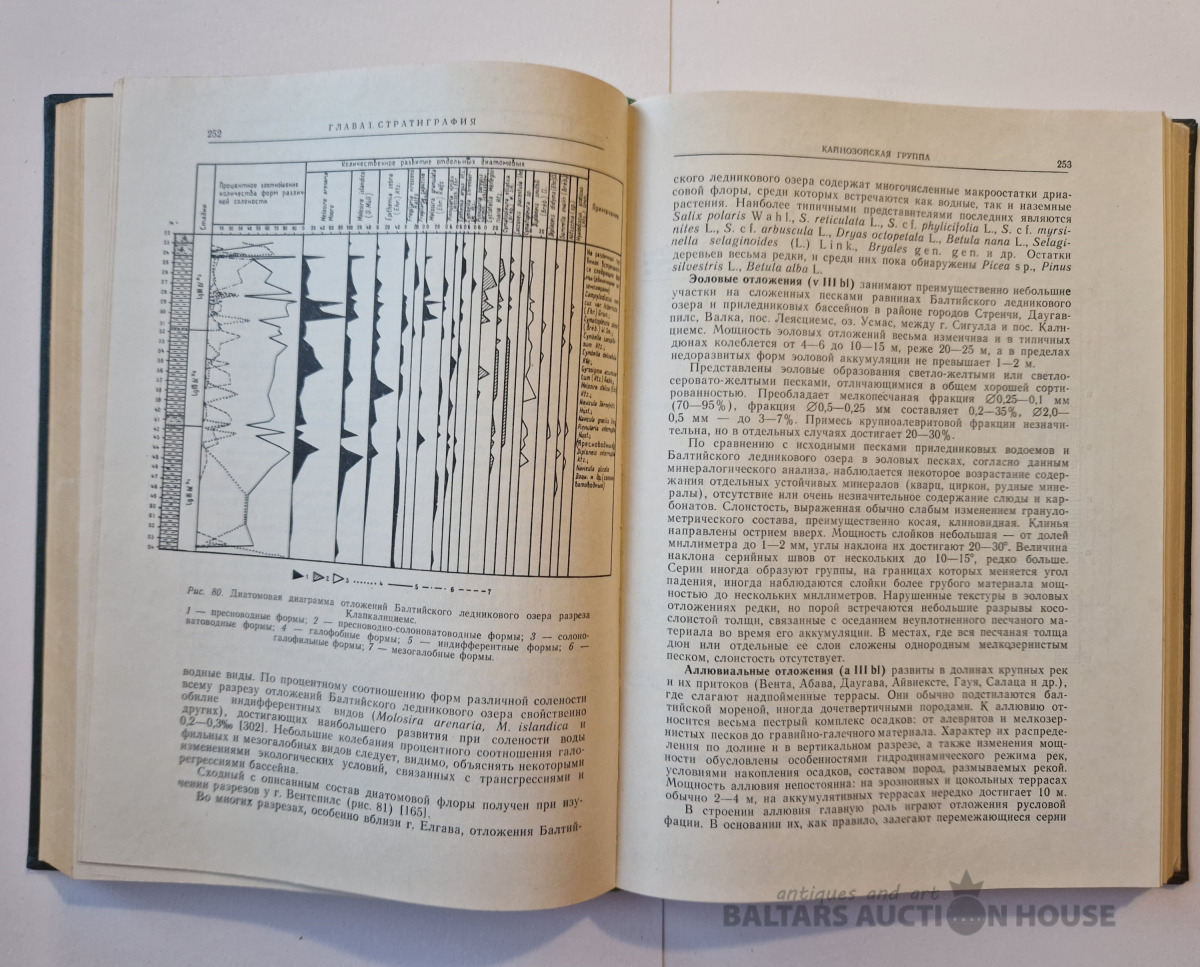 252
ГЛАВА I. СТРАТИГРАФИЯ
Количественное развитие отдельных диатомовых
Стадии
Процентное соотношение
количества форм различ-
ной солености
Примечание
Рис. 80. Диатомовая диаграмма отложений Балтийского ледникового озера разреза
Клапкалнциемс.
1 — пресноводные формы; 2 — пресноводно-солоноватоводные формы; 3 — солоно-
ватоводные формы; 4 — галофобные формы; 5 — индифферентные формы; 6 —
галофильные формы; 7 — мезогалобные формы.
водные виды. По процентному соотношению форм различной солености
всему разрезу отложений Балтийского ледникового озера свойственно
обилие индифферентных видов (Molosira arenaria, M. islandica и
других), достигающих наибольшего развития при солености воды
0,2—0,3‰ [302]. Небольшие колебания процентного соотношения гало-
фильных и мезогалобных видов следует, видимо, объяснять некоторыми
изменениями экологических условий, связанных с трансгрессиями и
регрессиями бассейна.
Сходный с описанным состав диатомовой флоры получен при изу-
чении разрезов у г. Вентспилс (рис. 81) [165].
Во многих разрезах, особенно вблизи г. Елгава, отложения Балтий-
КАЙНОЗОЙСКАЯ ГРУППА
253
ского ледникового озера содержат многочисленные макроостатки дриа-
совой флоры, среди которых встречаются как водные, так и наземные
растения. Наиболее типичными представителями последних являются
Salix polaris Wahl., S. reticulata L., S. cf. phylicifolia L., S. cf. myrsi-
nites L., S. cf. arbuscula L., Dryas octopetala L., Betula nana L., Selagi-
nella selaginoides (L.) Link., Bryales gen. gen. и др. Остатки
деревьев весьма редки, и среди них пока обнаружены Picea sp., Pinus
silvestris L., Betula alba L.
Эоловые отложения (v III bl) занимают преимущественно небольшие
участки на сложенных песками равнинах Балтийского ледникового
озера и приледниковых бассейнов в районе городов Стренчи, Даугав-
пилс, Валка, пос. Леясциемс, оз. Усмас, между г. Сигулда и пос. Калн-
циемс. Мощность эоловых отложений весьма изменчива и в типичных
дюнах колеблется от 4—6 до 10—15 м, реже 20—25 м, а в пределах
недоразвитых форм эоловой аккумуляции не превышает 1—2 м.
Представлены эоловые образования светло-желтыми или светло-
серовато-желтыми песками, отличающимися в общем хорошей сорти-
рованностью. Преобладает мелкопесчаная фракция ∅0,25—0,1 мм
(70—95%), фракция ∅0,5—0,25 мм составляет 0,2—35%, ∅2,0—
0,5 мм — до 3—7%. Примесь крупноалевритовой фракции незначи-
тельна, но в отдельных случаях достигает 20—30%.
По сравнению с исходными песками приледниковых водоемов и
Балтийского ледникового озера в эоловых песках, согласно данным
минералогического анализа, наблюдается некоторое возрастание содер-
жания отдельных устойчивых минералов (кварц, циркон, рудные мине-
ралы), отсутствие или очень незначительное содержание слюды и кар-
бонатов. Слоистость, выраженная обычно слабым изменением грануло-
метрического состава, преимущественно косая, клиновидная. Клинья
направлены острием вверх. Мощность слойков небольшая — от долей
миллиметра до 1—2 мм, углы наклона их достигают 20—30°. Величина
наклона серийных швов от нескольких до 10—15°, редко больше.
Серии иногда образуют группы, на границах которых меняется угол
падения, иногда наблюдаются слойки более грубого материала мощ-
ностью до нескольких миллиметров. Нарушенные текстуры в эоловых
отложениях редки, но порой встречаются небольшие разрывы косо-
слоистой толщи, связанные с оседанием неуплотненного песчаного ма-
териала во время его аккумуляции. В местах, где вся песчаная толща
дюн или отдельные ее слои сложены однородным мелкозернистым
песком, слоистость отсутствует.
Аллювиальные отложения (a III bl) развиты в долинах крупных рек
и их притоков (Вента, Абава, Даугава, Айвиексте, Гауя, Салаца и др.),
где слагают надпойменные террасы. Они обычно подстилаются бал-
тийской мореной, иногда дочетвертичными породами. К аллювию от-
носится весьма пестрый комплекс осадков: от алевритов и мелкозер-
нистых песков до гравийно-галечного материала. Характер их распреде-
ления по долине и в вертикальном разрезе, а также изменения мощ-
ности обусловлены особенностями гидродинамического режима рек,
условиями накопления осадков, составом пород, размываемых рекой.
Мощность аллювия непостоянна: на эрозионных и цокольных террасах
обычно 2—4 м, на аккумулятивных террасах нередко достигает 10 м.
В строении аллювия главную роль играют отложения русловой
фации. В основании их, как правило, залегают перемежающиеся серии
antiques and art
BALTARS AUCTION HOUSE